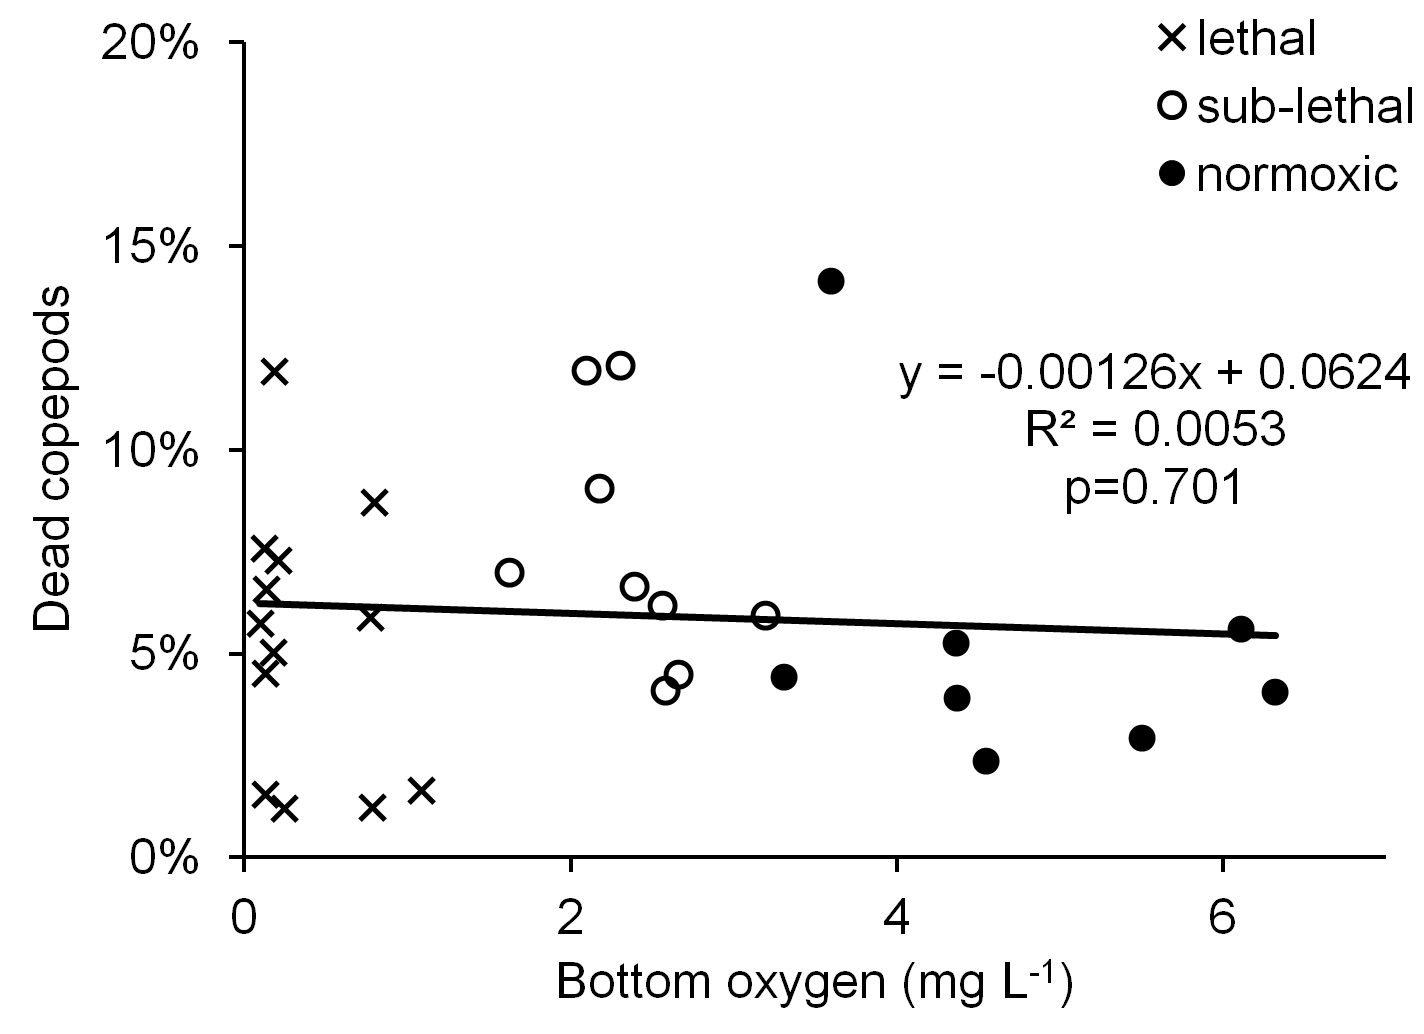 20%
lethal
sub-lethal
normoxic
15%
y = -0.00126x + 0.0624
R² = 0.0053
p=0.701
10%
5%
0%
Dead copepods
0 2 4 6
Bottom oxygen (mg L⁻¹)